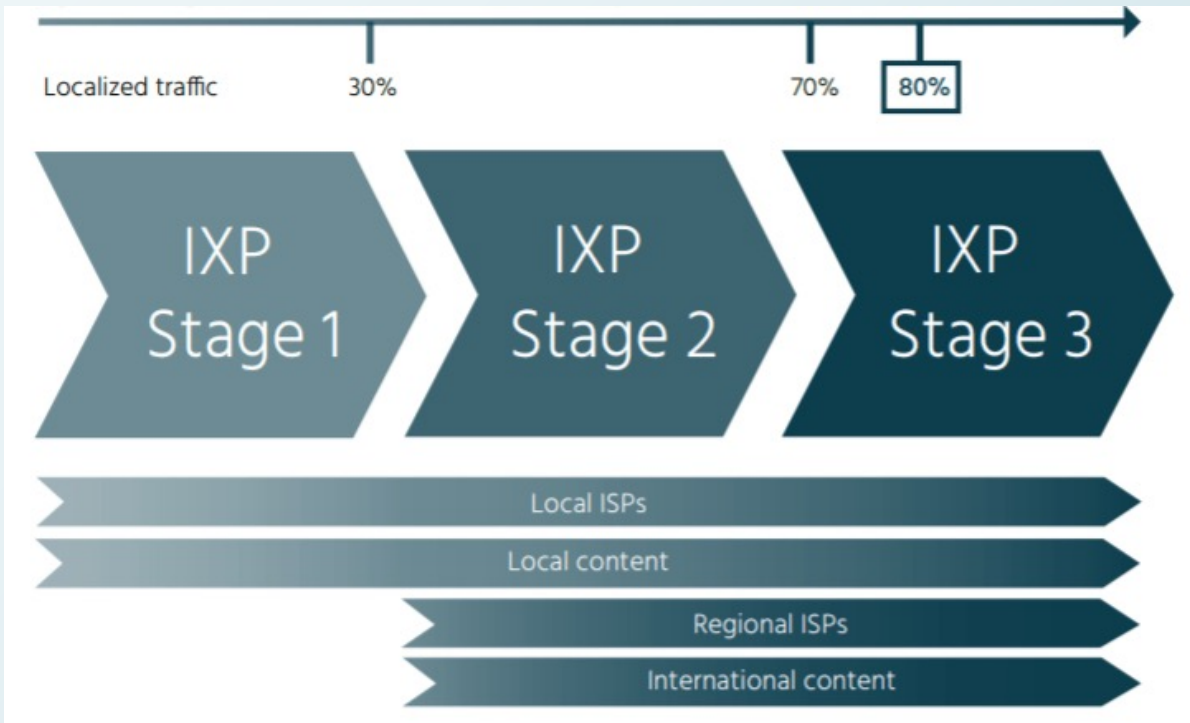 Localized traffic 30% 70% 80%
IXP
Stage 1
IXP
Stage 2
IXP
Stage 3
Local ISPs
Local content
Regional ISPs
International content